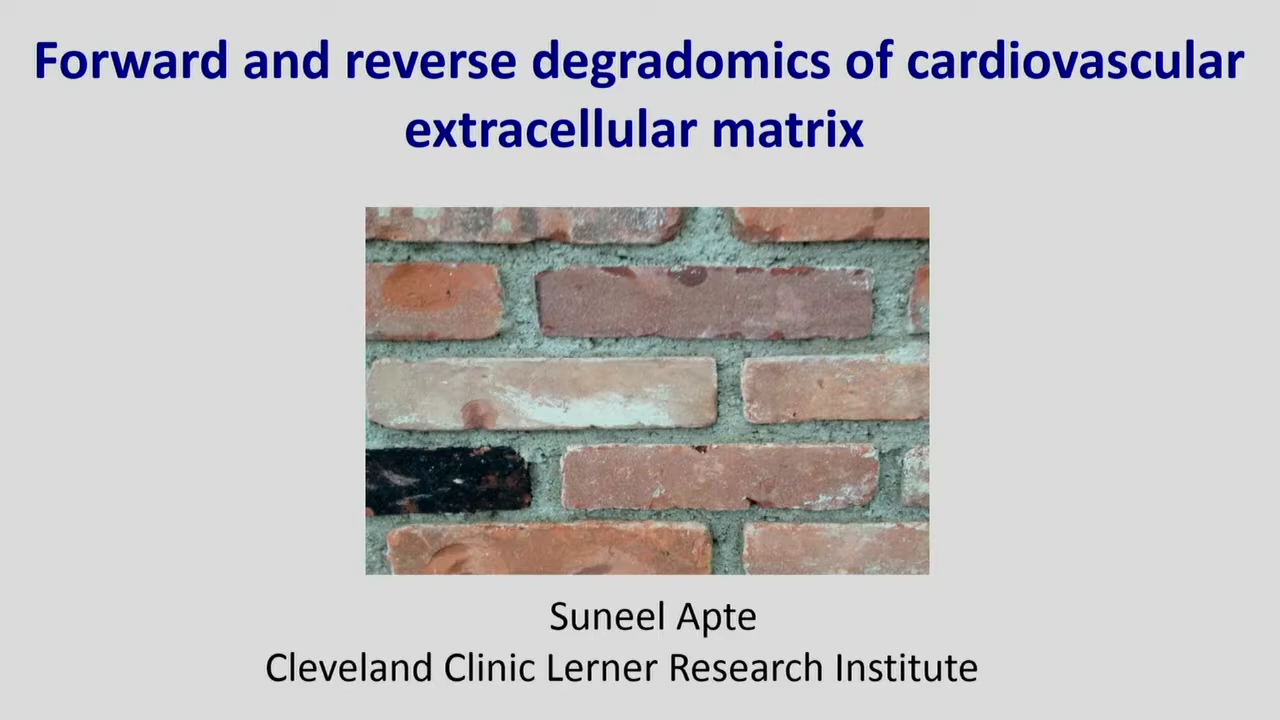 Forward and reverse degradomics of cardiovascular
extracellular matrix
Suneel Apte
Cleveland Clinic Lerner Research Institute